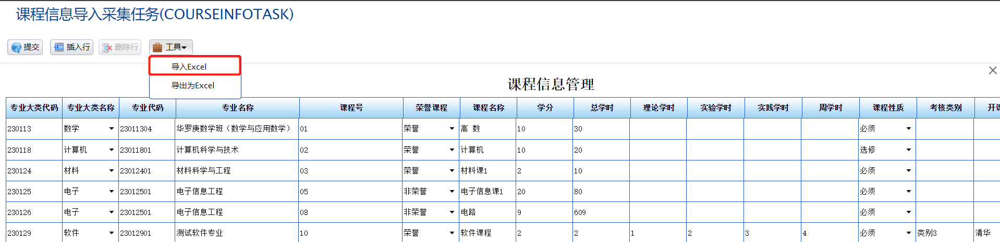 课程信息导入采集任务(COURSEINFOTASK)
提交 插入行 删除行 工具
导入Excel
导出为Excel
课程信息管理
专业大类代码 专业大类名称 专业代码 专业名称 课程号 荣誉课程 课程名称 学分 总学时 理论学时 实验学时 实践学时 周学时 课程性质 考核类别 开课
230113 数学 23011304 华罗庚数学班（数学与应用数学） 01 荣誉 高 数 10 30 必须
230118 计算机 23011801 计算机科学与技术 02 荣誉 计算机 10 20 选修
230124 材料 23012401 材料科学与工程 03 荣誉 材料课1 2 10 必须
230125 电子 23012501 电子信息工程 05 非荣誉 电子信息课1 20 80 必须
230126 电子 23012501 电子信息工程 08 非荣誉 电路 9 609 必须
230129 软件 23012901 测试软件专业 10 荣誉 软件课程 2 2 1 2 3 4 必须 类别3 清华